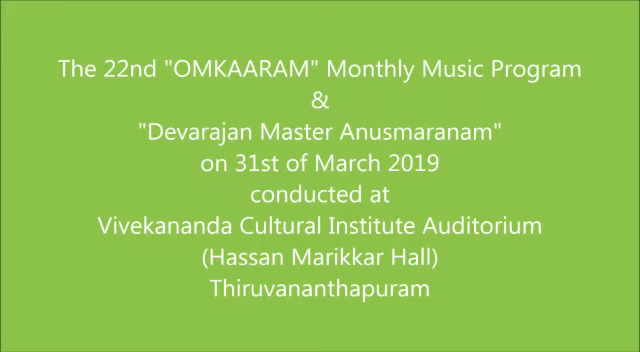 The 22nd "OMKAARAM" Monthly Music Program
&
"Devarajan Master Anusmaranam"
on 31st of March 2019
conducted at
Vivekananda Cultural Institute Auditorium
(Hassan Marikkar Hall)
Thiruvananthapuram